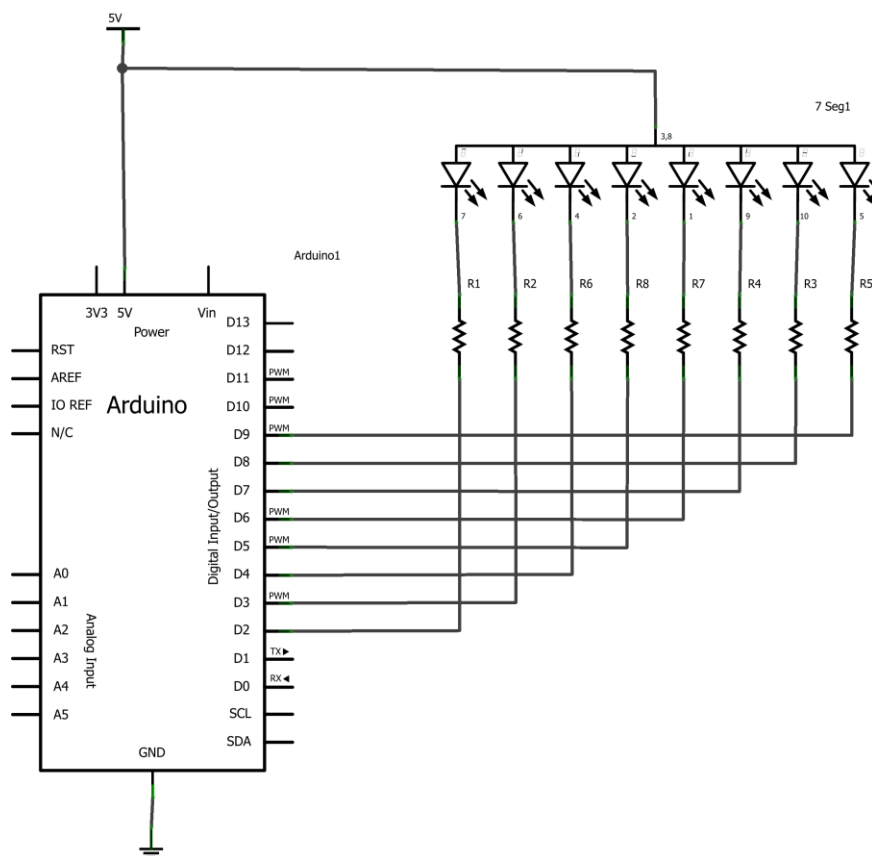 5V
7 Seg1
3,8
7 6 4 2 1 9 10 5
Arduino1
R1 R2 R6 R8 R7 R4 R3 R5
3V3 5V Vin
Power
D13
RST
D12
AREF
D11 PWM
IO REF
Arduino
D10 PWM
N/C
D9 PWM
D8
D7
D6 PWM
Digital Input/Output
D5 PWM
A0
D4
A1
D3 PWM
A2
D2
Analog Input
A3
D1 TX
A4
D0 RX
A5
SCL
SDA
GND